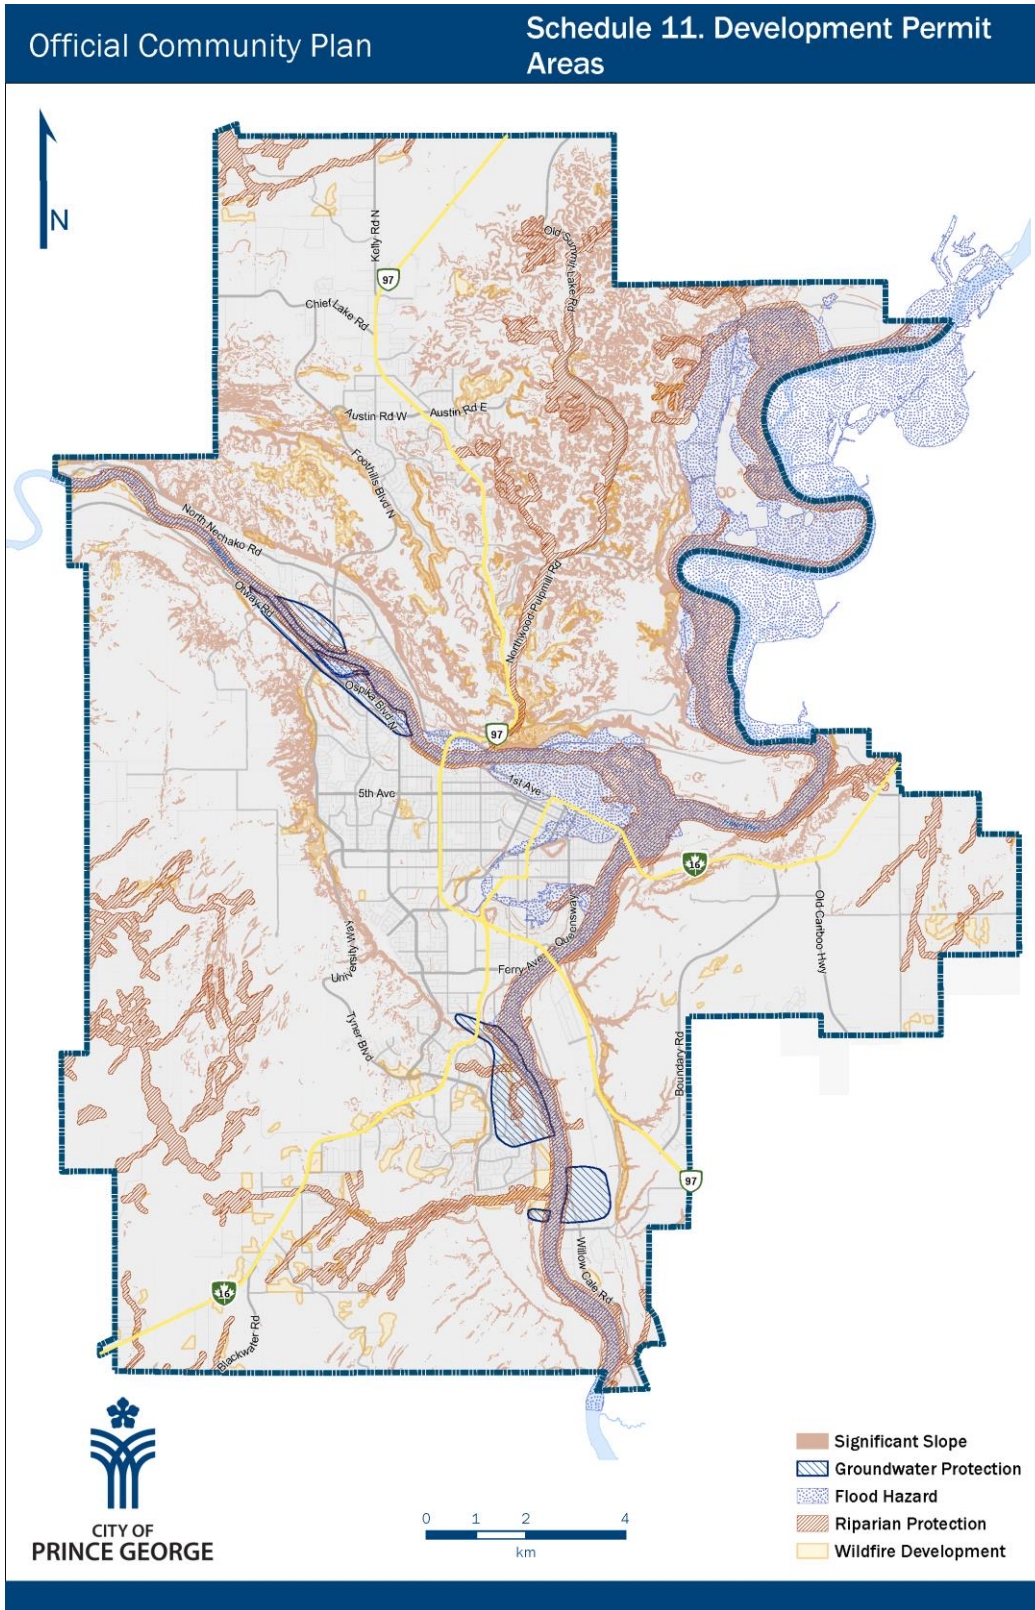 Official Community Plan
Schedule 11. Development Permit
Areas
N
Kelly Rd N
Old Summit Lake Rd
97
Chief Lake Rd
Austin Rd W
Austin Rd E
Foothills Blvd N
North Nechako Rd
Otway Rd
Northwood Pulpmill Rd
Ospika Blvd N
97
1st Ave
5th Ave
16
Old Cariboo Hwy
Queensway
University Way
Ferry Ave
Tyner Blvd
Boundary Rd
97
Willow Cale Rd
16
Blackwater Rd
CITY OF
PRINCE GEORGE
0 1 2 4
km
Significant Slope
Groundwater Protection
Flood Hazard
Riparian Protection
Wildfire Development